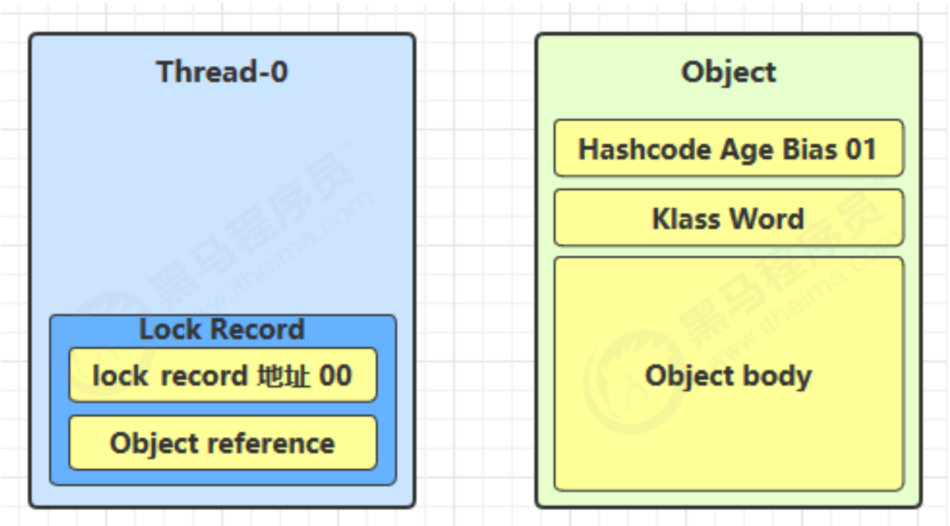 Thread-0
Lock Record
lock record 地址 00
Object reference
Object
Hashcode Age Bias 01
Klass Word
Object body
黑马程序员
www.itheima.com
黑马程序员
www.itheima.com